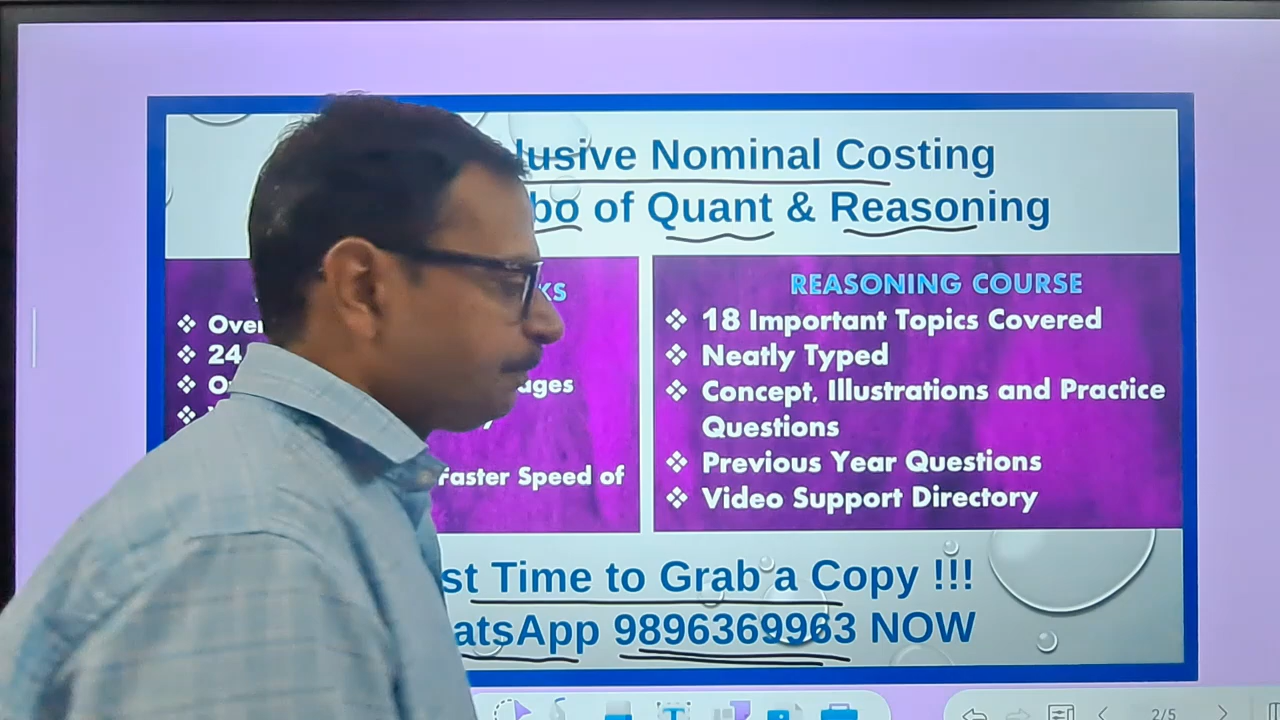 lusive Nominal Costing
bo of Quant & Reasoning
KS
Over
24
ages
Faster Speed of
REASONING COURSE
18 Important Topics Covered
Neatly Typed
Concept, Illustrations and Practice
Questions
Previous Year Questions
Video Support Directory
st Time to Grab a Copy !!!
atsApp 9896369963 NOW
2/5